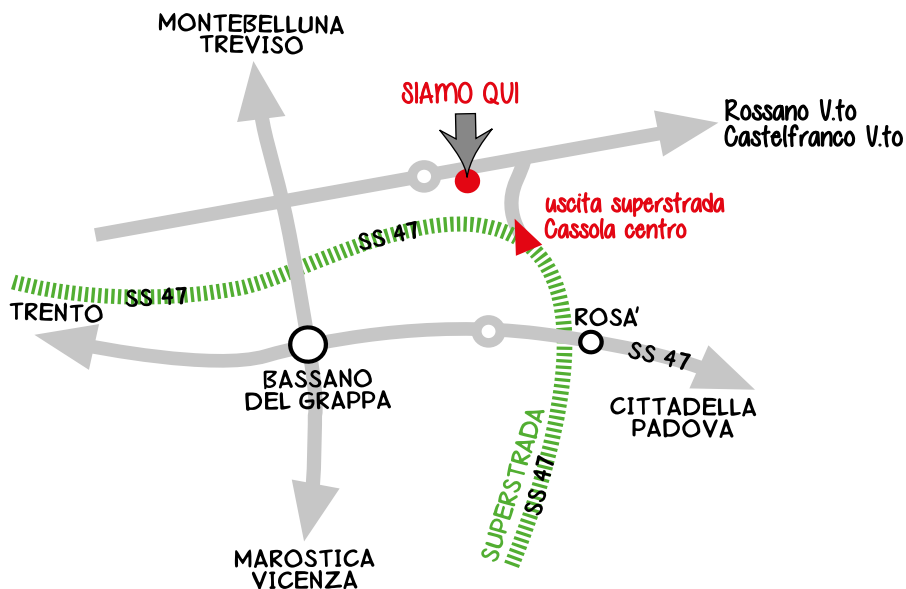 MONTEBELLUNA
TREVISO
SIAMO QUI
Rossano V.to
Castelfranco V.to
uscita superstrada
Cassola centro
SS 47
SS 47
TRENTO
ROSA'
SS 47
BASSANO
DEL GRAPPA
CITTADELLA
PADOVA
SUPERSTRADA
SS 47
MAROSTICA
VICENZA